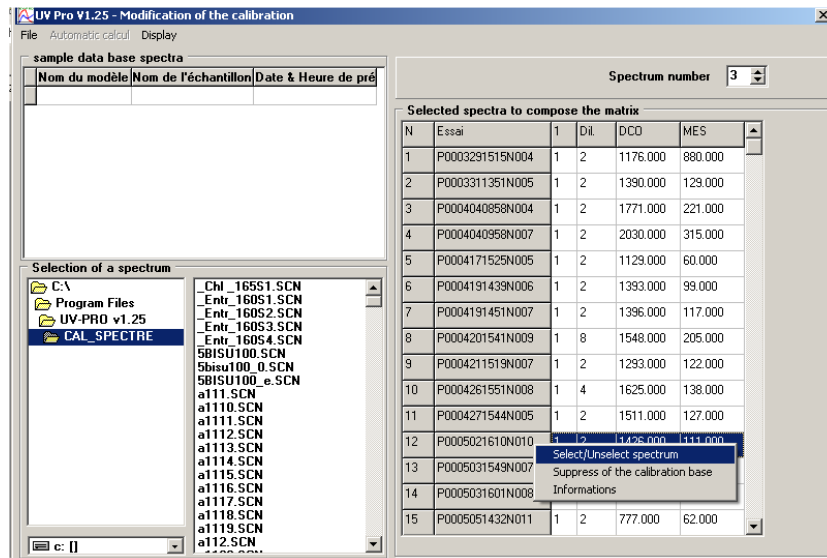 UV Pro V1.25 - Modification of the calibration
File Automatic calcul Display
sample data base spectra
Nom du modèle Nom de l'échantillon Date & Heure de pré
Spectrum number 3
Selected spectra to compose the matrix
N Essai 1 Dil. DCO MES
1 P0003291515N004 1 2 1176.000 880.000
2 P0003311351N005 1 2 1390.000 129.000
3 P0004040858N004 1 2 1771.000 221.000
4 P0004040958N007 1 2 2030.000 315.000
5 P0004171525N005 1 2 1129.000 60.000
6 P0004191439N006 1 2 1393.000 99.000
7 P0004191451N007 1 2 1396.000 117.000
8 P0004201541N009 1 8 1548.000 205.000
9 P0004211519N007 1 2 1293.000 122.000
10 P0004261551N008 1 4 1625.000 138.000
11 P0004271544N005 1 2 1511.000 127.000
12 P0005021610N010 1 2 1426.000 111.000
13 P0005031549N007
14 P0005031601N008
15 P0005051432N011 1 2 777.000 62.000
Select/Unselect spectrum
Suppress of the calibration base
Informations
Selection of a spectrum
C:\
Program Files
UV-PRO v1.25
CAL_SPECTRE
c: []
_Chl _165S1.SCN
_Entr_160S1.SCN
_Entr_160S2.SCN
_Entr_160S3.SCN
_Entr_160S4.SCN
5BISU100.SCN
5bisu100_0.SCN
5BISU100_e.SCN
a111.SCN
a1110.SCN
a1111.SCN
a1112.SCN
a1113.SCN
a1114.SCN
a1115.SCN
a1116.SCN
a1117.SCN
a1118.SCN
a1119.SCN
a112.SCN